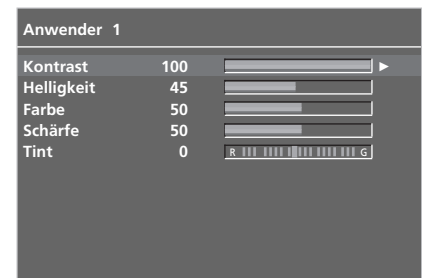 Anwender 1
Kontrast 100
Helligkeit 45
Farbe 50
Schärfe 50
Tint 0 R G